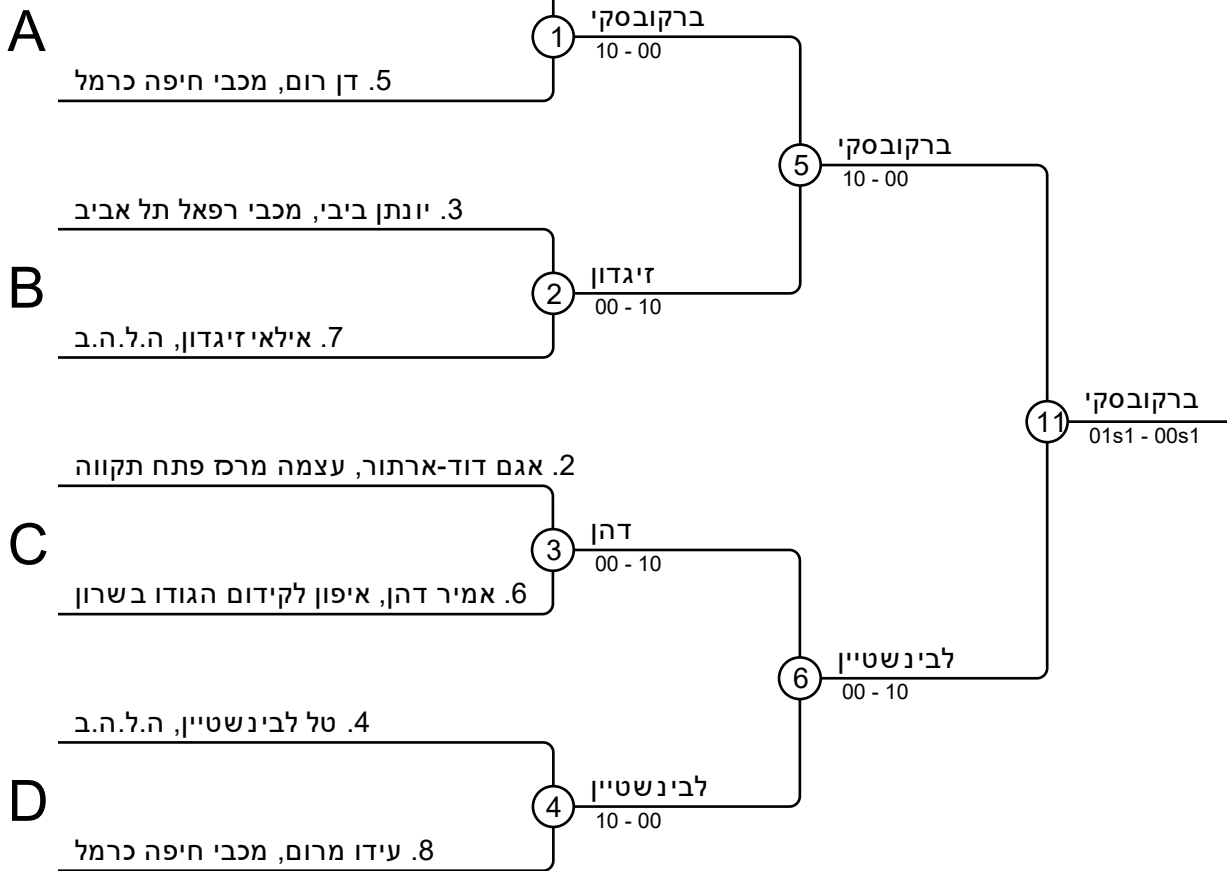 A
1
ברקובסקי
10 - 00
5. דן רום, מכבי חיפה כרמל
5
ברקובסקי
10 - 00
3. יונתן ביבי, מכבי רפאל תל אביב
B
2
זיגדון
00 - 10
7. אילאי זיגדון, ה.ל.ה.ב
11
ברקובסקי
01s1 - 00s1
2. אגם דוד-ארתור, עצמה מרכז פתח תקווה
C
3
דהן
00 - 10
6. אמיר דהן, איפון לקידום הגודו בשרון
6
לבינשטיין
00 - 10
4. טל לבינשטיין, ה.ל.ה.ב
D
4
לבינשטיין
10 - 00
8. עידו מרום, מכבי חיפה כרמל